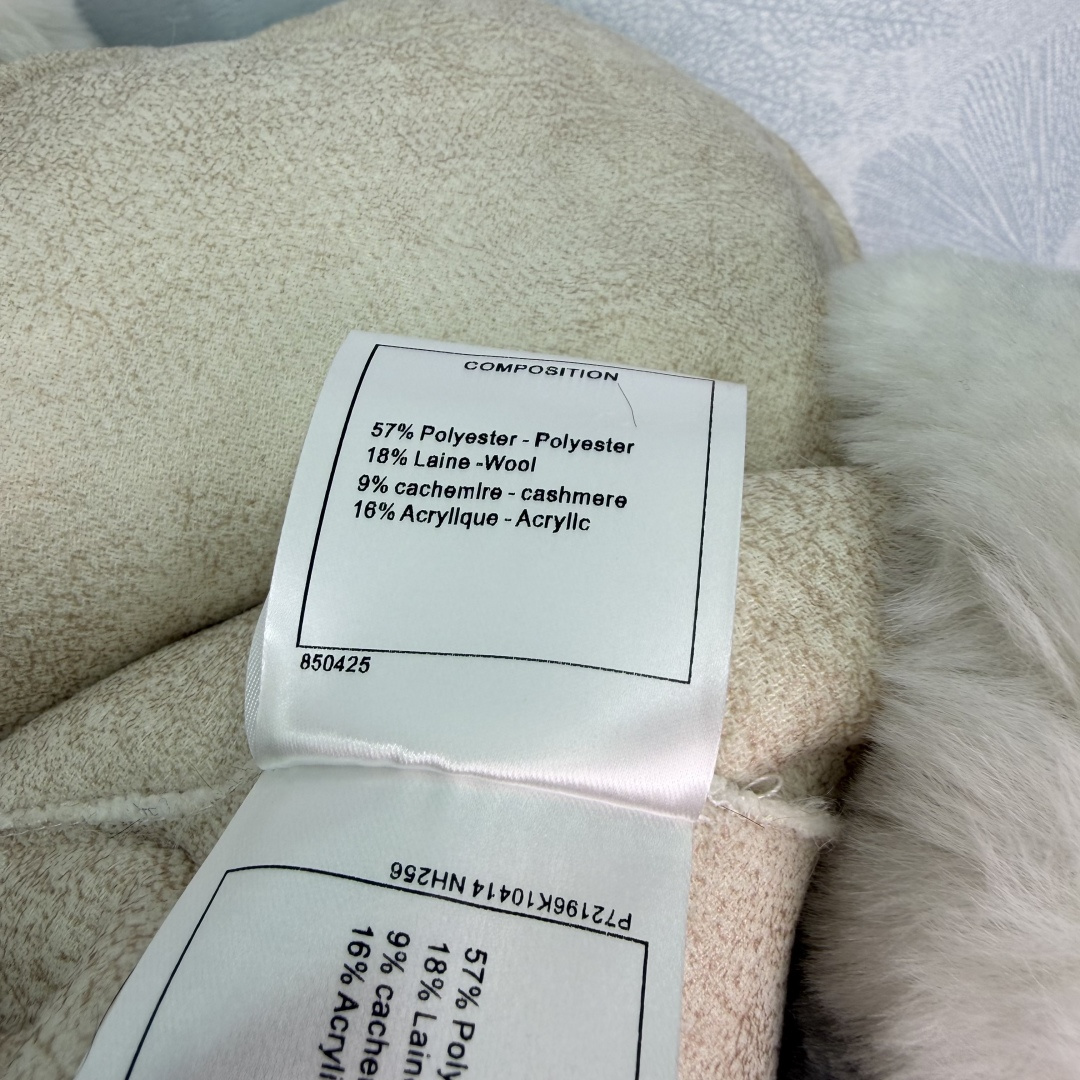 COMPOSITION
57% Polyester - Polyester
18% Laine -Wool
9% cachemire - cashmere
16% Acrylique - Acrylic
850425
P72196K10414 NH256
57% Poly
18% Laine
9% cache
16% Acryli